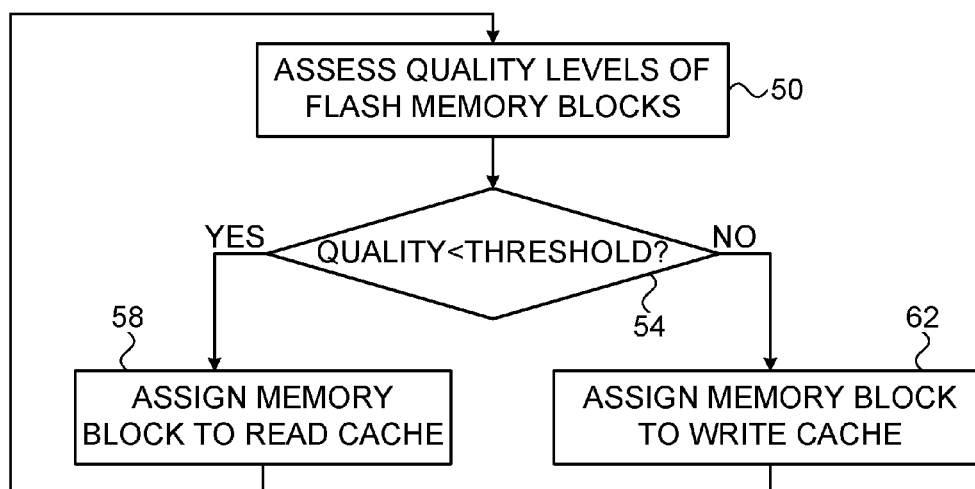 ASSESS QUALITY LEVELS OF
FLASH MEMORY BLOCKS
50
YES
QUALITY<THRESHOLD?
NO
54
58
62
ASSIGN MEMORY
BLOCK TO READ CACHE
ASSIGN MEMORY BLOCK
TO WRITE CACHE